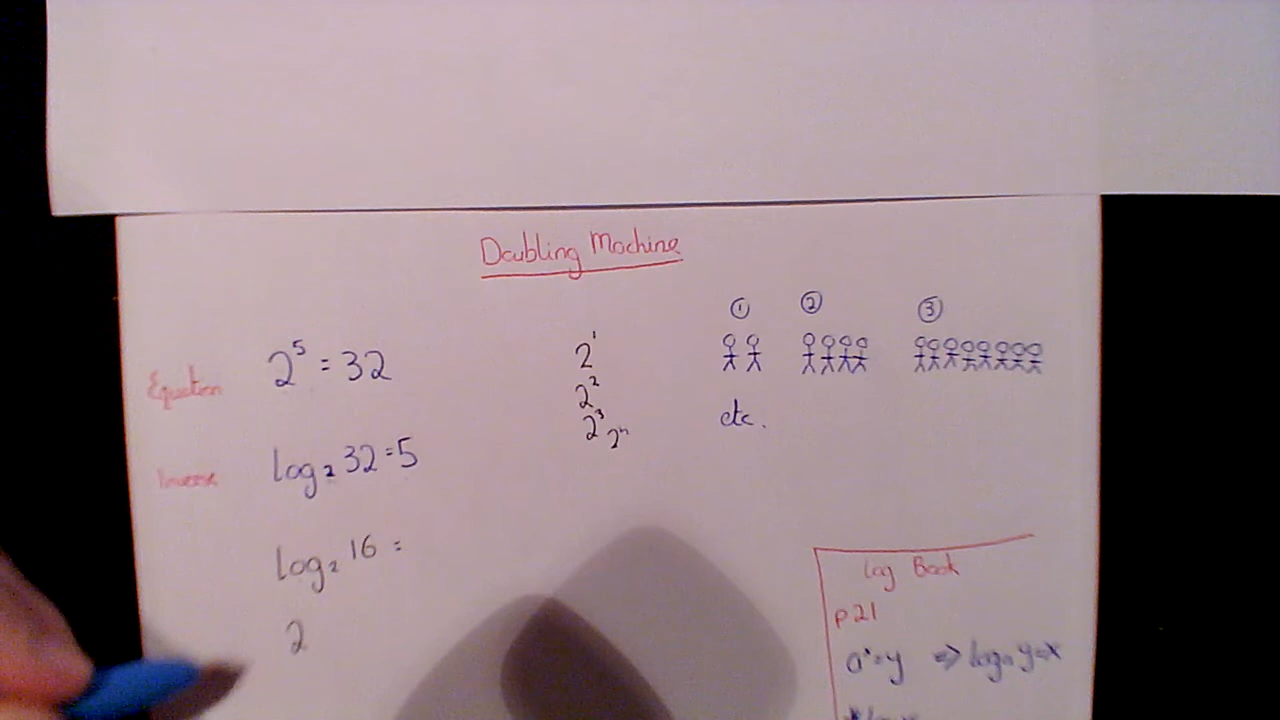 Doubling Machine
① ② ③
Equation 2⁵ = 32
2¹
2²
2³ 2ⁿ
etc.
Inverse log₂ 32 = 5
log₂ 16 =
2
Log Book
p21
aˣ=y ⇒ logₐ y=x